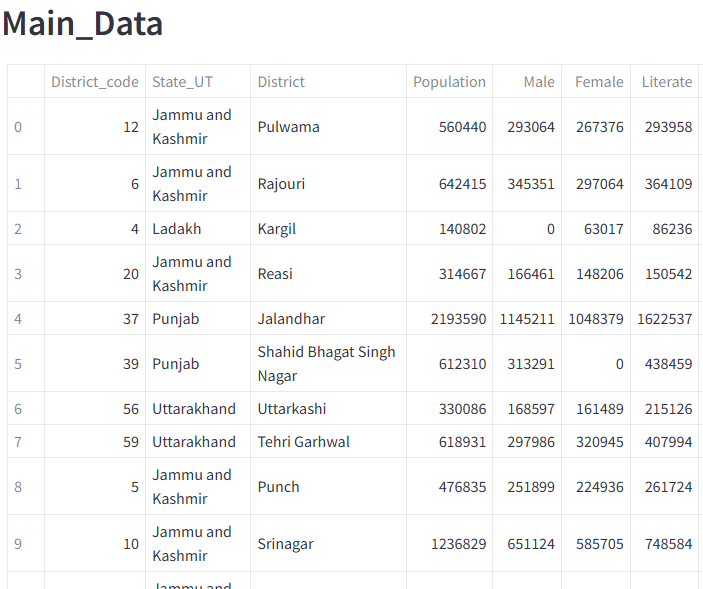 Main_Data
District_code State_UT District Population Male Female Literate
0 12 Jammu and Kashmir Pulwama 560440 293064 267376 293958
1 6 Jammu and Kashmir Rajouri 642415 345351 297064 364109
2 4 Ladakh Kargil 140802 0 63017 86236
3 20 Jammu and Kashmir Reasi 314667 166461 148206 150542
4 37 Punjab Jalandhar 2193590 1145211 1048379 1622537
5 39 Punjab Shahid Bhagat Singh Nagar 612310 313291 0 438459
6 56 Uttarakhand Uttarkashi 330086 168597 161489 215126
7 59 Uttarakhand Tehri Garhwal 618931 297986 320945 407994
8 5 Jammu and Kashmir Punch 476835 251899 224936 261724
9 10 Jammu and Kashmir Srinagar 1236829 651124 585705 748584
Jammu and